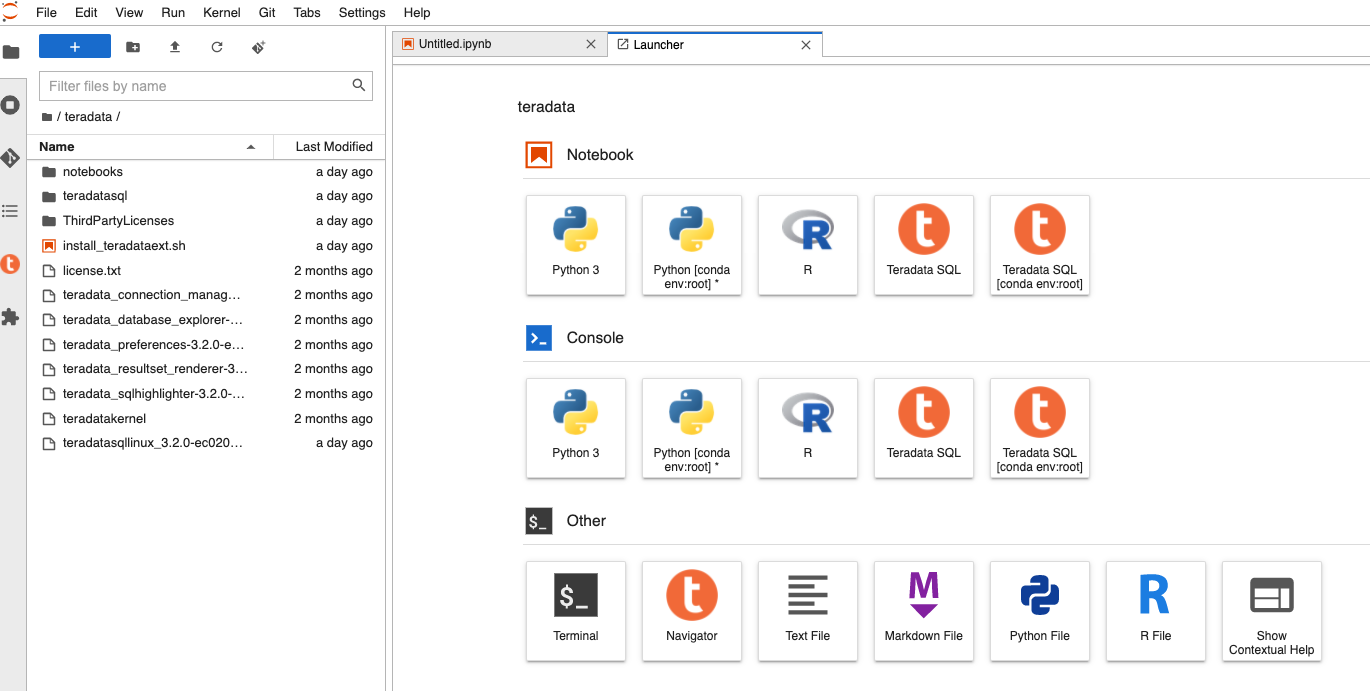 File Edit View Run Kernel Git Tabs Settings Help
Untitled.ipynb
Launcher
Filter files by name
/ teradata /
Name Last Modified
notebooks a day ago
teradatasql a day ago
ThirdPartyLicenses a day ago
install_teradataext.sh a day ago
license.txt 2 months ago
teradata_connection_manag... 2 months ago
teradata_database_explorer-... 2 months ago
teradata_preferences-3.2.0-e... 2 months ago
teradata_resultset_renderer-3... 2 months ago
teradata_sqlhighlighter-3.2.0-... 2 months ago
teradatakernel 2 months ago
teradatasqllinux_3.2.0-ec020... a day ago
teradata
Notebook
Python 3
Python [conda
env:root] *
R
Teradata SQL
Teradata SQL
[conda env:root]
Console
Python 3
Python [conda
env:root] *
R
Teradata SQL
Teradata SQL
[conda env:root]
$_ Other
$_
Terminal
Navigator
Text File
M
Markdown File
Python File
R
R File
Show
Contextual Help